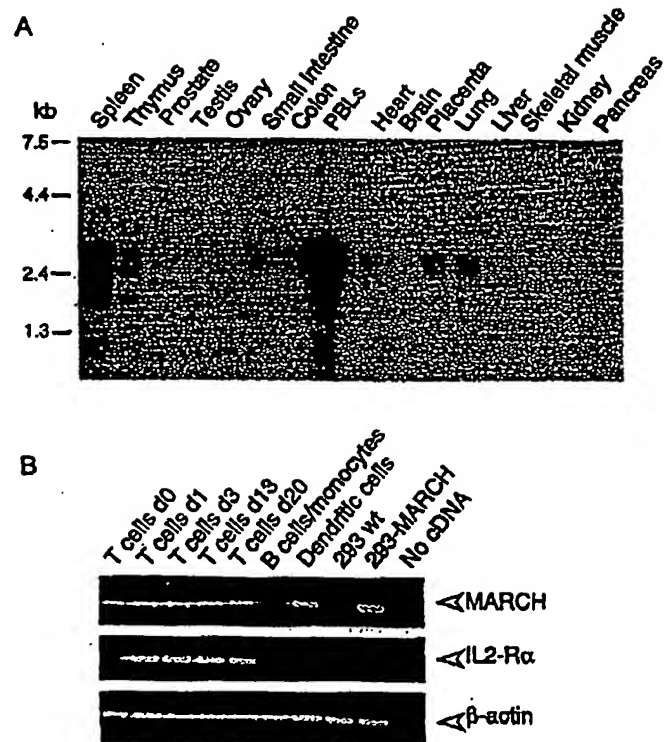 A
kb
Spleen
Thymus
Prostate
Testis
Ovary
Small intestine
Colon
PBLs
Heart
Brain
Placenta
Lung
Liver
Skeletal muscle
Kidney
Pancreas
7.5
4.4
2.4
1.3
B
T cells d0
T cells d1
T cells d3
T cells d13
T cells d20
B cells/monocytes
Dendritic cells
293 wt
293-MARCH
No cDNA
MARCH
IL2-Rα
β-actin